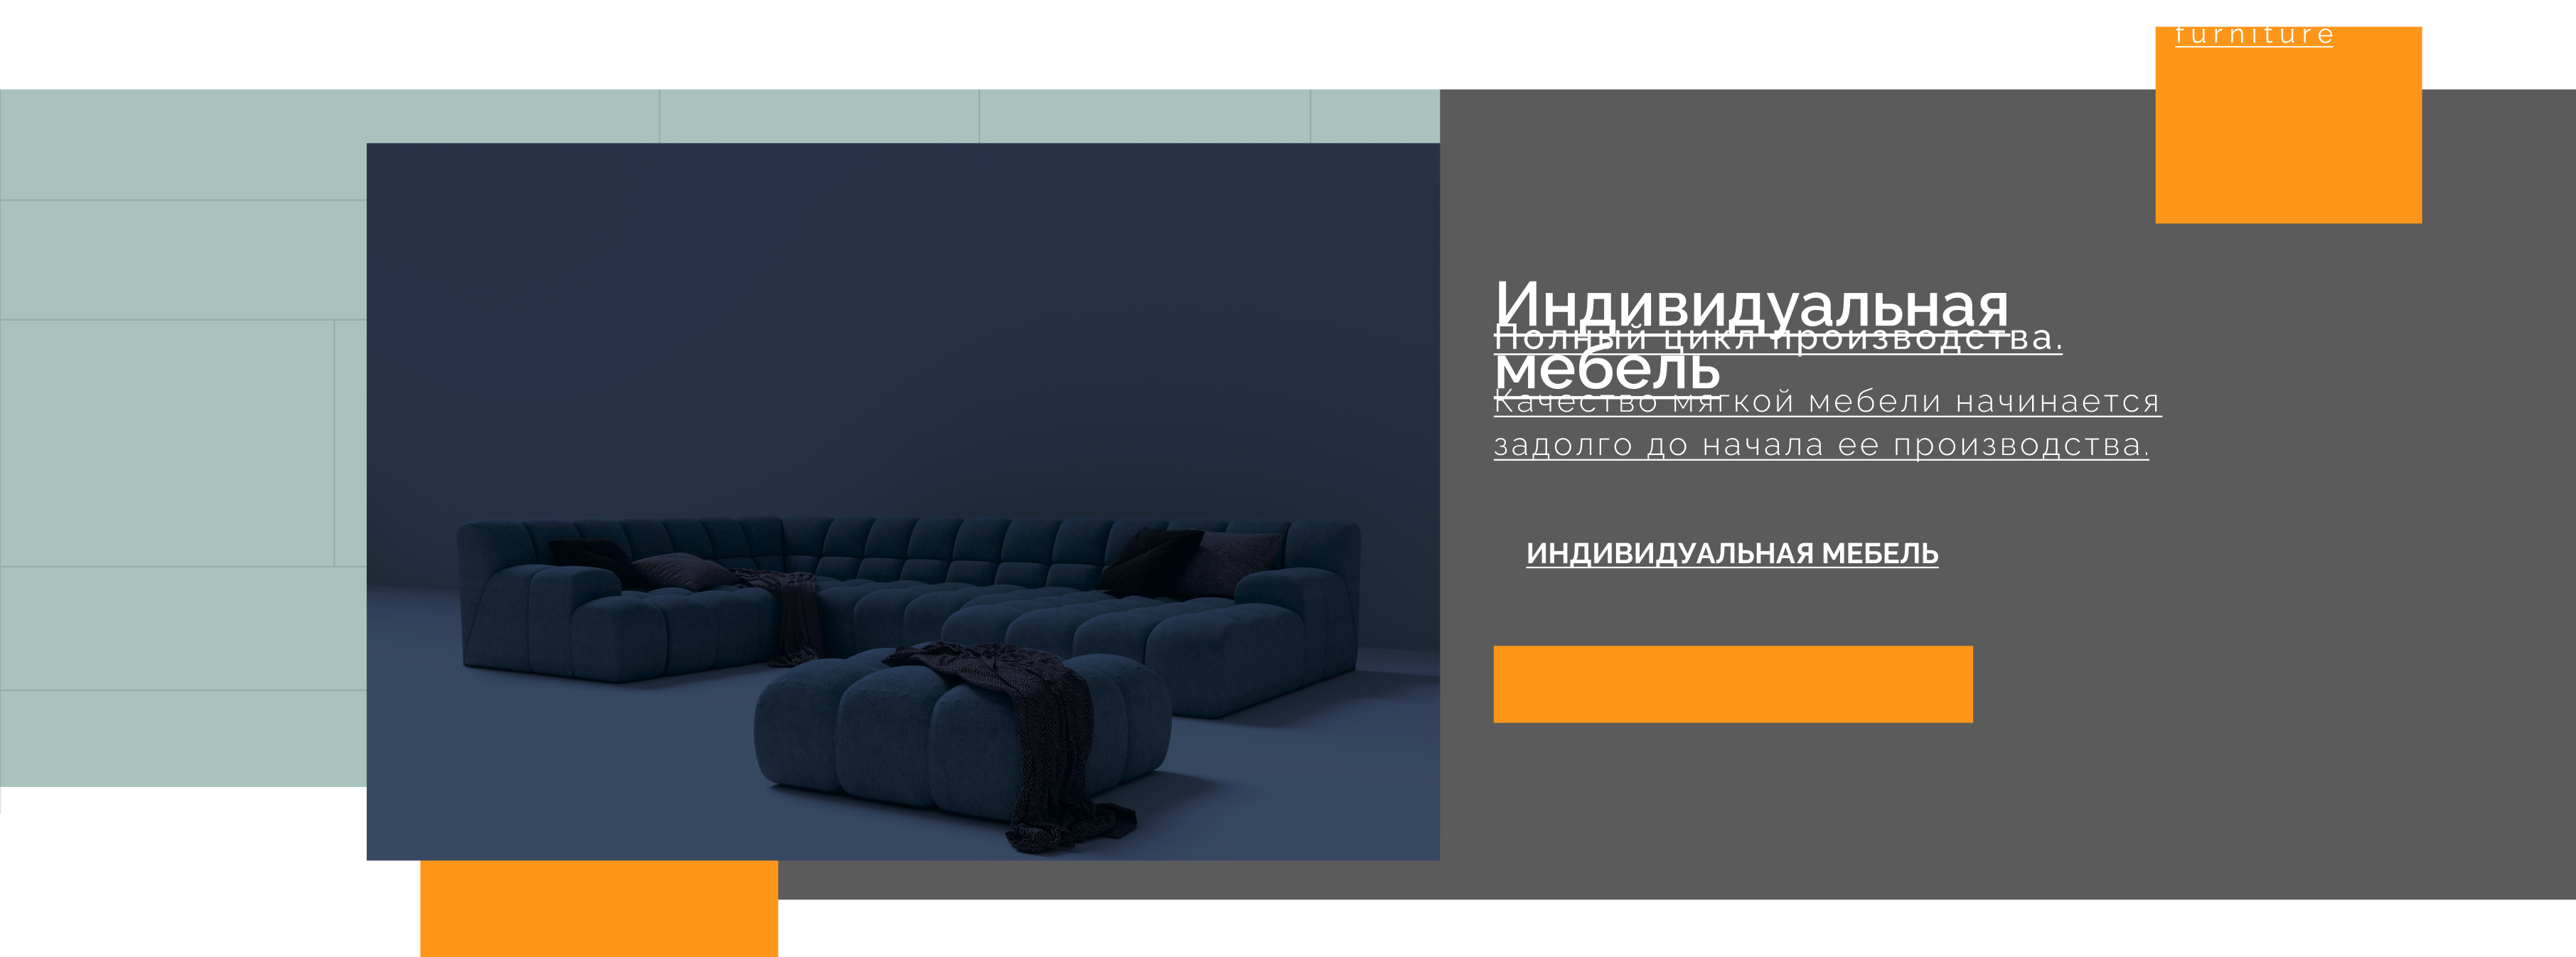 furniture
Индивидуальная
Полный цикл производства.
мебель
Качество мягкой мебели начинается
задолго до начала ее производства.
ИНДИВИДУАЛЬНАЯ МЕБЕЛЬ